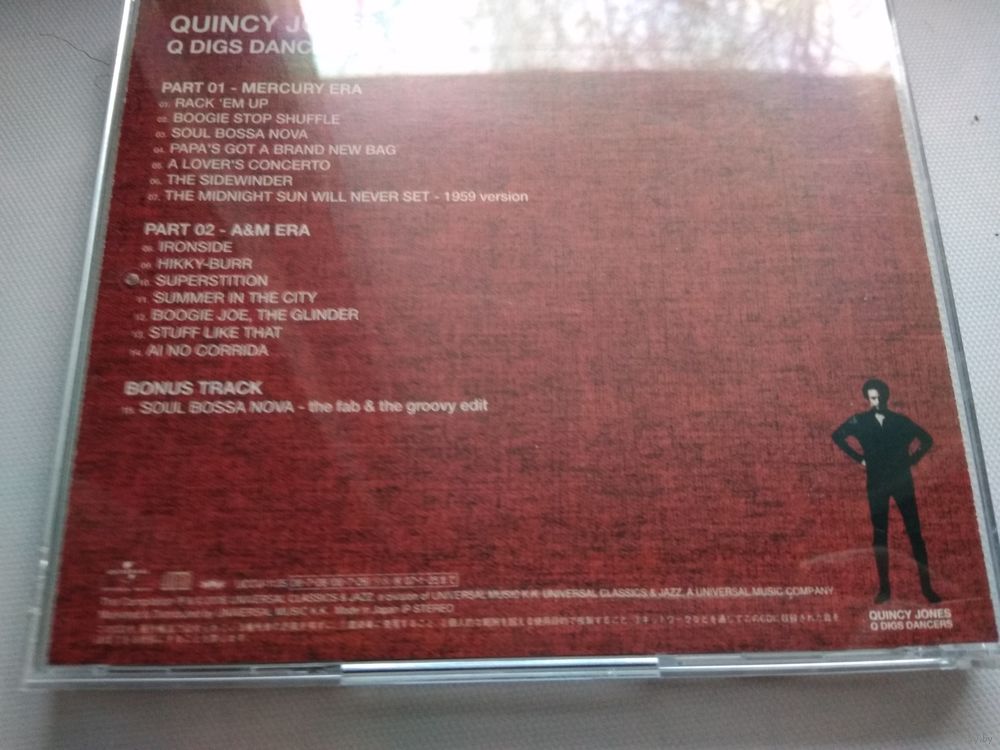 QUINCY
Q DIGS
PART 01 - MERCURY ERA
01. RACK 'EM UP
02. BOOGIE STOP SHUFFLE
03. SOUL BOSSA NOVA
04. PAPA'S GOT A BRAND NEW BAG
05. A LOVER'S CONCERTO
06. THE SIDEWINDER
07. THE MIDNIGHT SUN WILL NEVER SET - 1959 version
PART 02 - A&M ERA
08. IRONSIDE
09. HIKKY-BURR
10. SUPERSTITION
11. SUMMER IN THE CITY
12. BOOGIE JOE, THE GLINDER
13. STUFF LIKE THAT
14. AI NO CORRIDA
BONUS TRACK
15. SOUL BOSSA NOVA - the fab & the groovy edit
UNIVERSAL CLASSICS & JAZZ, a division of UNIVERSAL MUSIC K.K. UNIVERSAL CLASSICS & JAZZ, A UNIVERSAL MUSIC COMPANY
UNIVERSAL MUSIC K.K. Made in Japan STEREO
QUINCY JONES
Q DIGS DANCERS